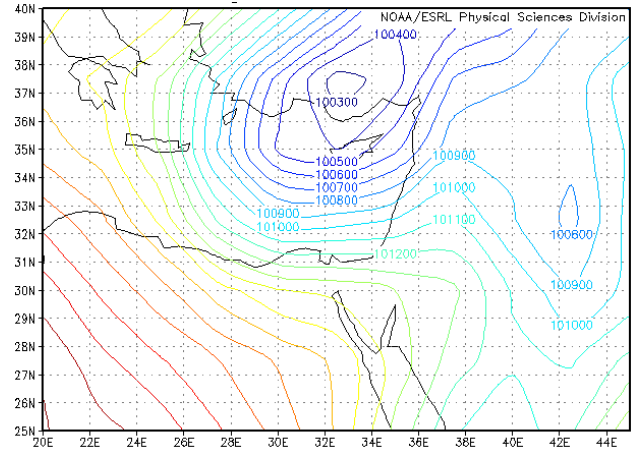 NOAA/ESRL Physical Sciences Division
40N
100400
39N
38N
37N
100300
36N
35N
100500
100900
34N
100600
100700
101000
33N
100800
100900
101100
32N
101000
100800
31N
101200
30N
100900
29N
101000
28N
27N
26N
25N
20E 22E 24E 26E 28E 30E 32E 34E 36E 38E 40E 42E 44E